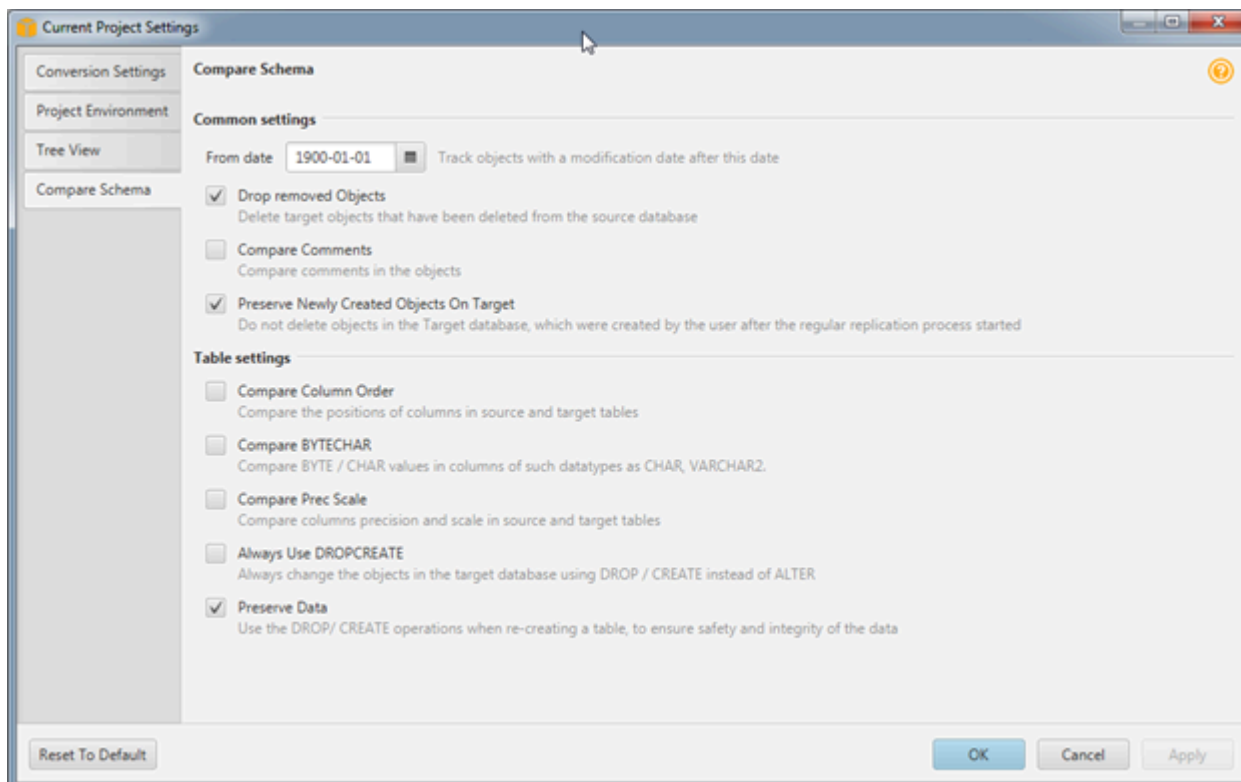 Current Project Settings
Conversion Settings
Project Environment
Tree View
Compare Schema
Compare Schema
Common settings
From date 1900-01-01 Track objects with a modification date after this date
Drop removed Objects
Delete target objects that have been deleted from the source database
Compare Comments
Compare comments in the objects
Preserve Newly Created Objects On Target
Do not delete objects in the Target database, which were created by the user after the regular replication process started
Table settings
Compare Column Order
Compare the positions of columns in source and target tables
Compare BYTECHAR
Compare BYTE / CHAR values in columns of such datatypes as CHAR, VARCHAR2.
Compare Prec Scale
Compare columns precision and scale in source and target tables
Always Use DROPCREATE
Always change the objects in the target database using DROP / CREATE instead of ALTER
Preserve Data
Use the DROP/ CREATE operations when re-creating a table, to ensure safety and integrity of the data
Reset To Default OK Cancel Apply